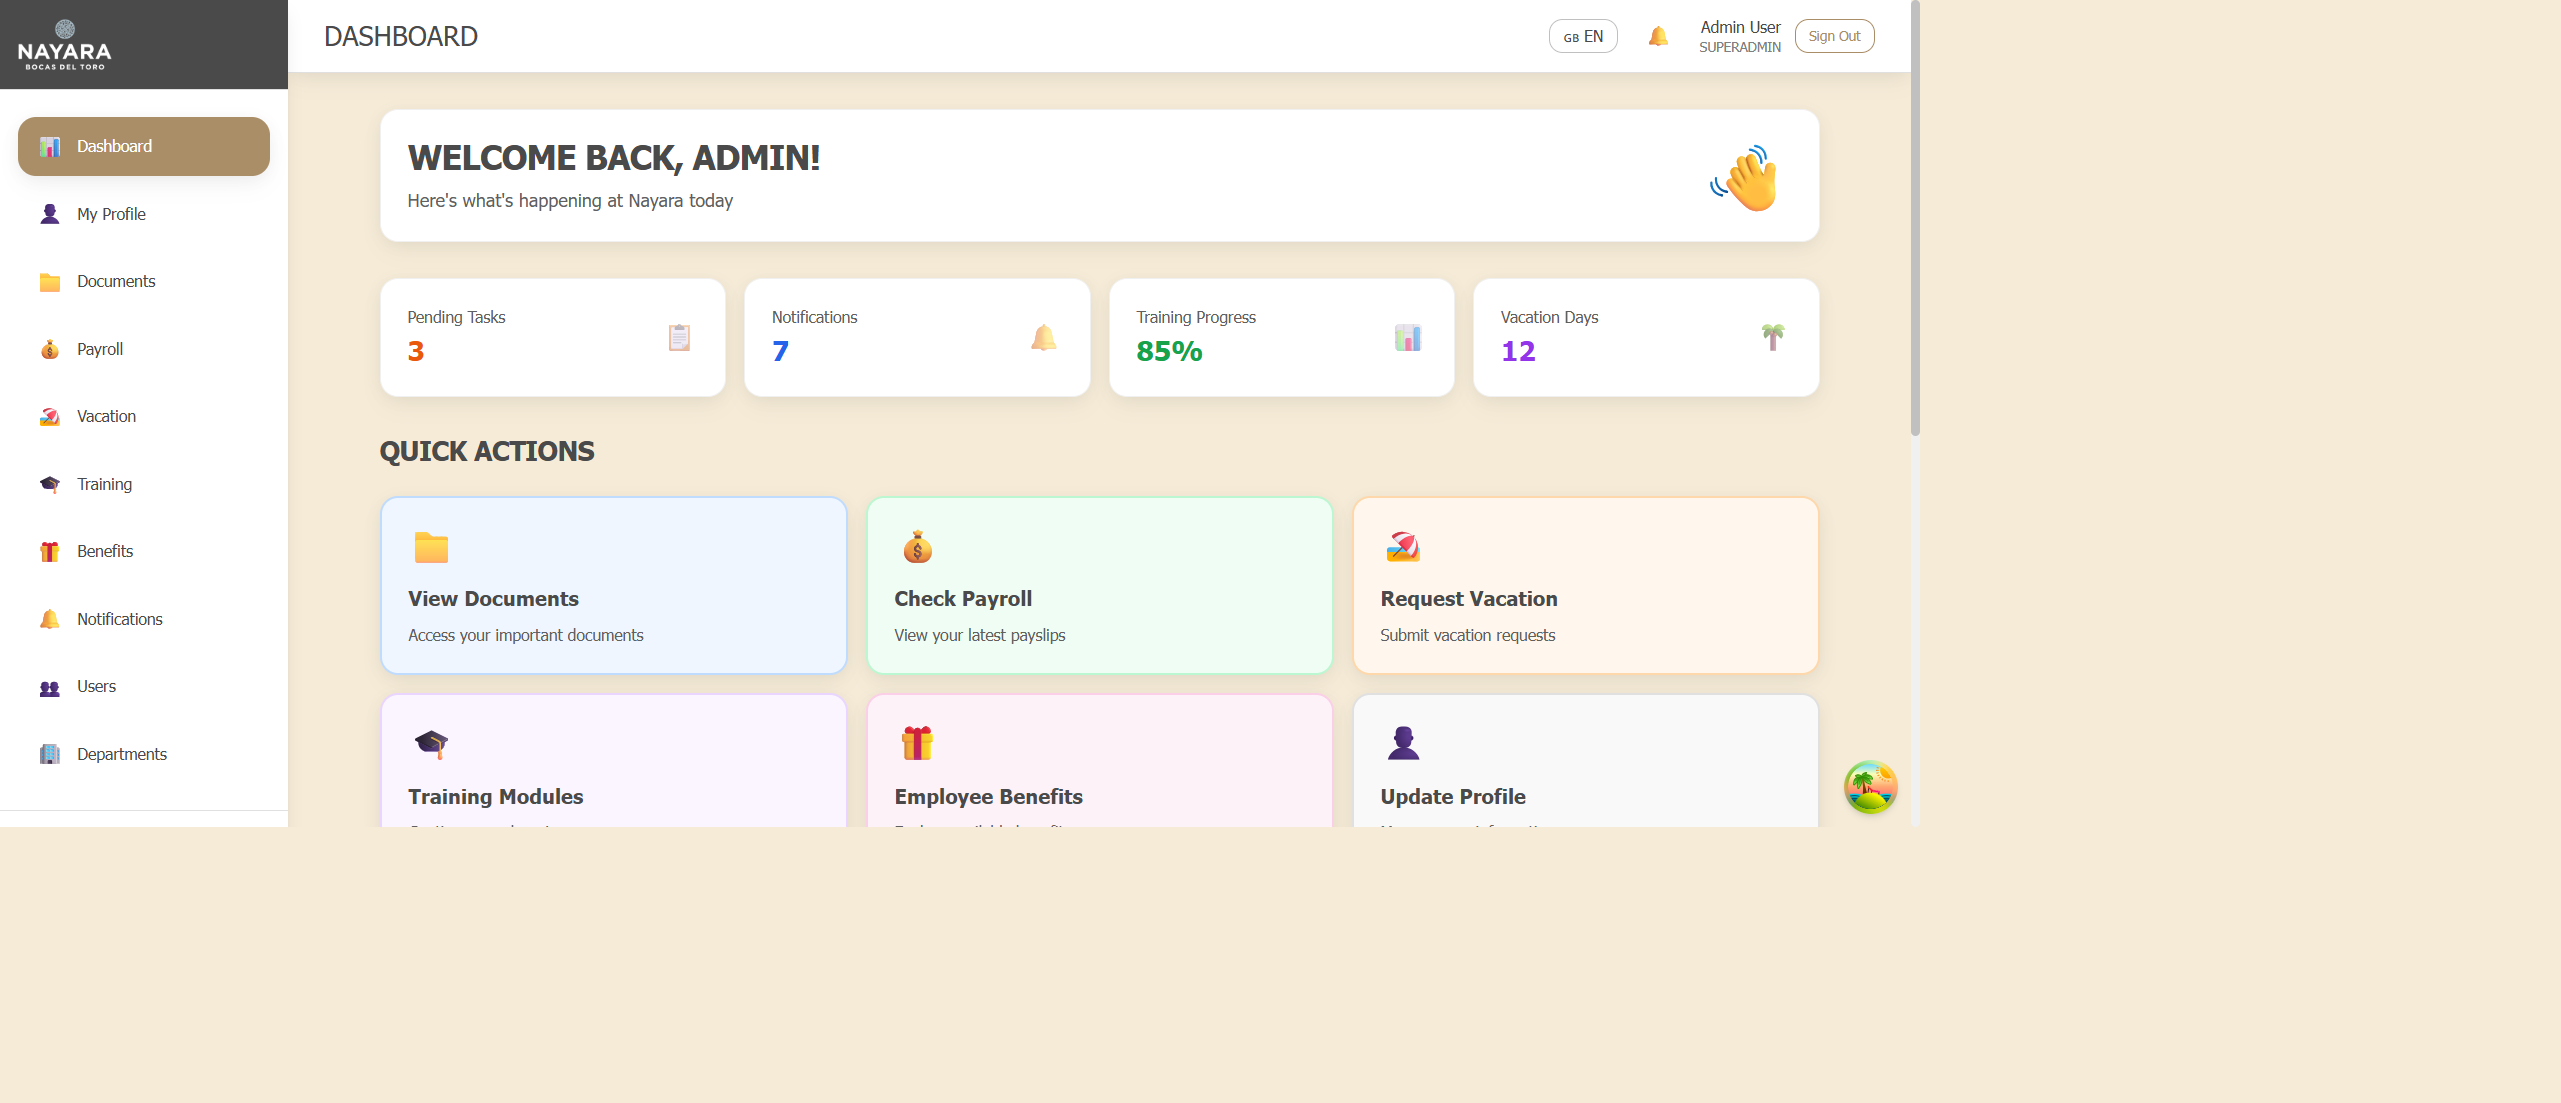 NAYARA
BOCAS DEL TORO
DASHBOARD
GB EN
Admin User
SUPERADMIN
Sign Out
Dashboard
My Profile
Documents
Payroll
Vacation
Training
Benefits
Notifications
Users
Departments
WELCOME BACK, ADMIN!
Here's what's happening at Nayara today
Pending Tasks
3
Notifications
7
Training Progress
85%
Vacation Days
12
QUICK ACTIONS
View Documents
Access your important documents
Check Payroll
View your latest payslips
Request Vacation
Submit vacation requests
Training Modules
Employee Benefits
Update Profile